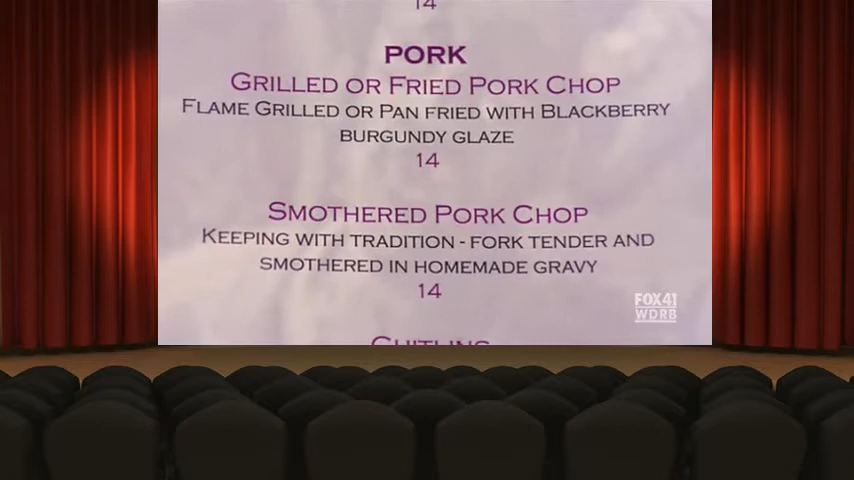 14
PORK
GRILLED OR FRIED PORK CHOP
FLAME GRILLED OR PAN FRIED WITH BLACKBERRY
BURGUNDY GLAZE
14
SMOTHERED PORK CHOP
KEEPING WITH TRADITION - FORK TENDER AND
SMOTHERED IN HOMEMADE GRAVY
14
CHITLING
FOX41
WDRB